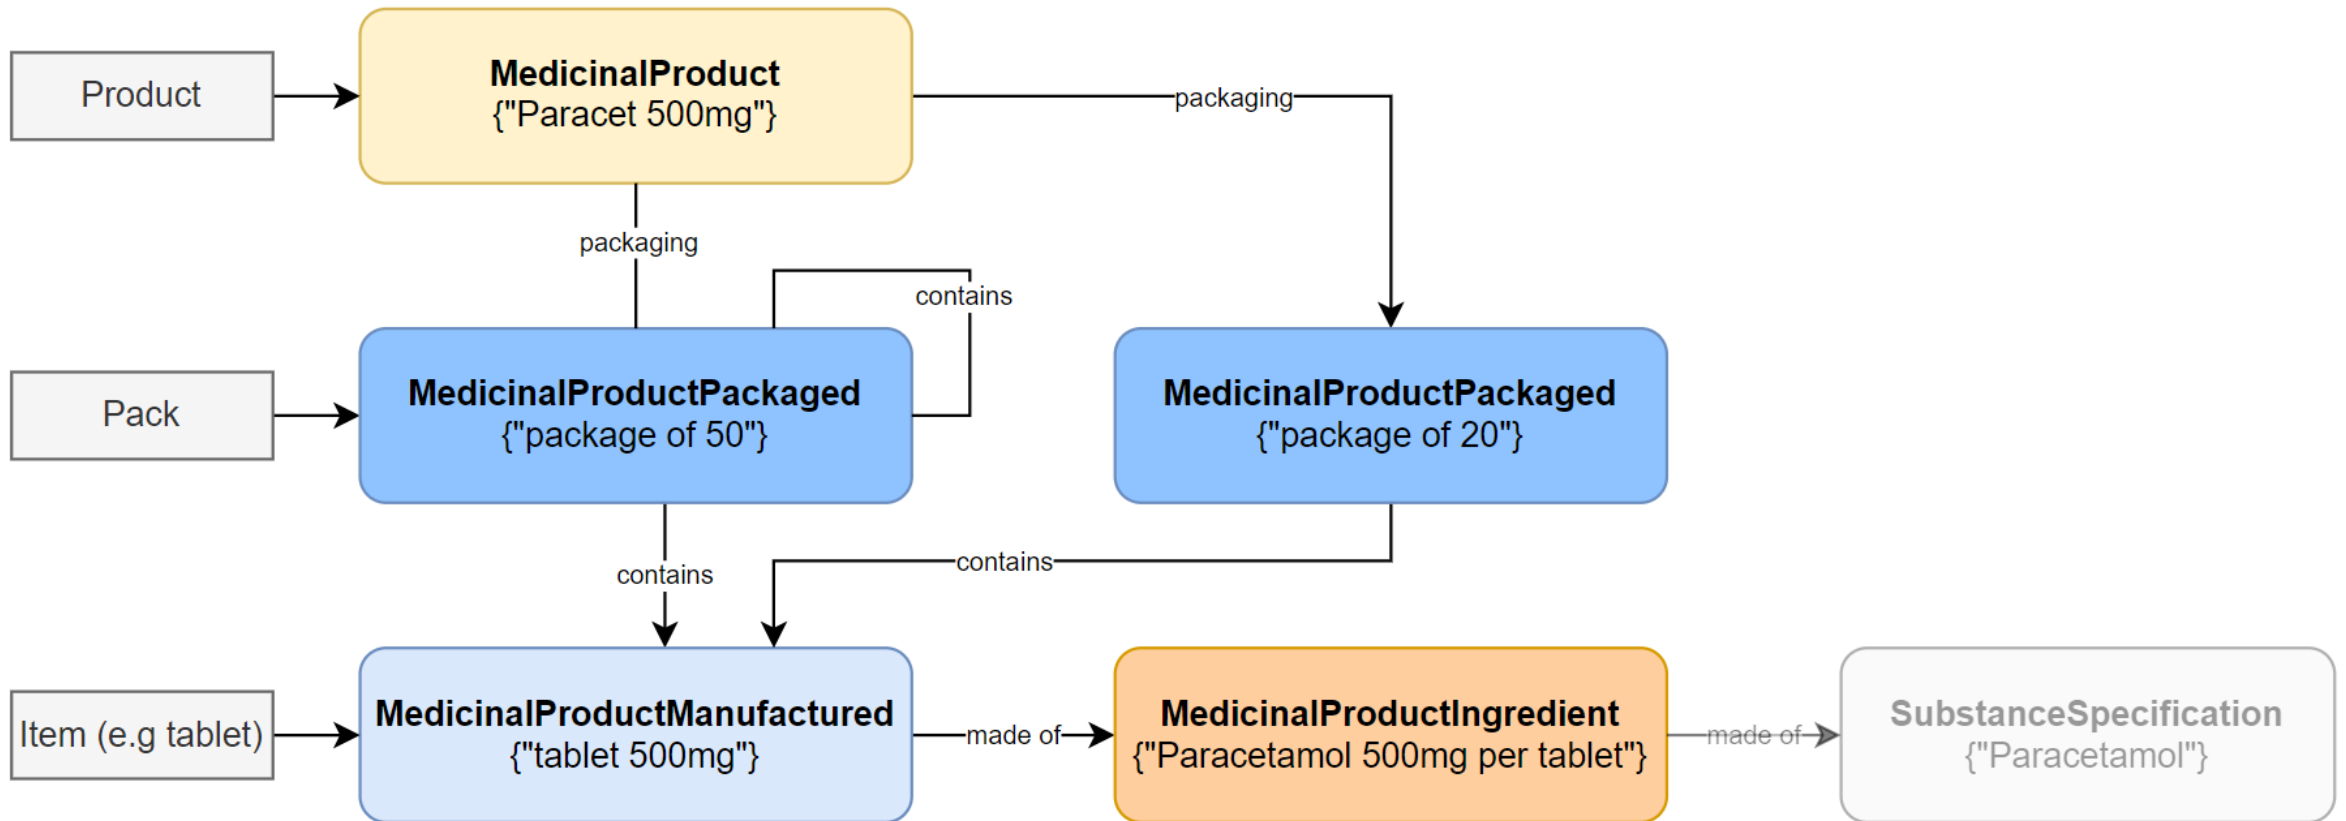 Product
MedicinalProduct
{"Paracet 500mg"}
packaging
packaging
contains
Pack
MedicinalProductPackaged
{"package of 50"}
MedicinalProductPackaged
{"package of 20"}
contains
contains
Item (e.g tablet)
MedicinalProductManufactured
{"tablet 500mg"}
made of
MedicinalProductIngredient
{"Paracetamol 500mg per tablet"}
made of
SubstanceSpecification
{"Paracetamol"}